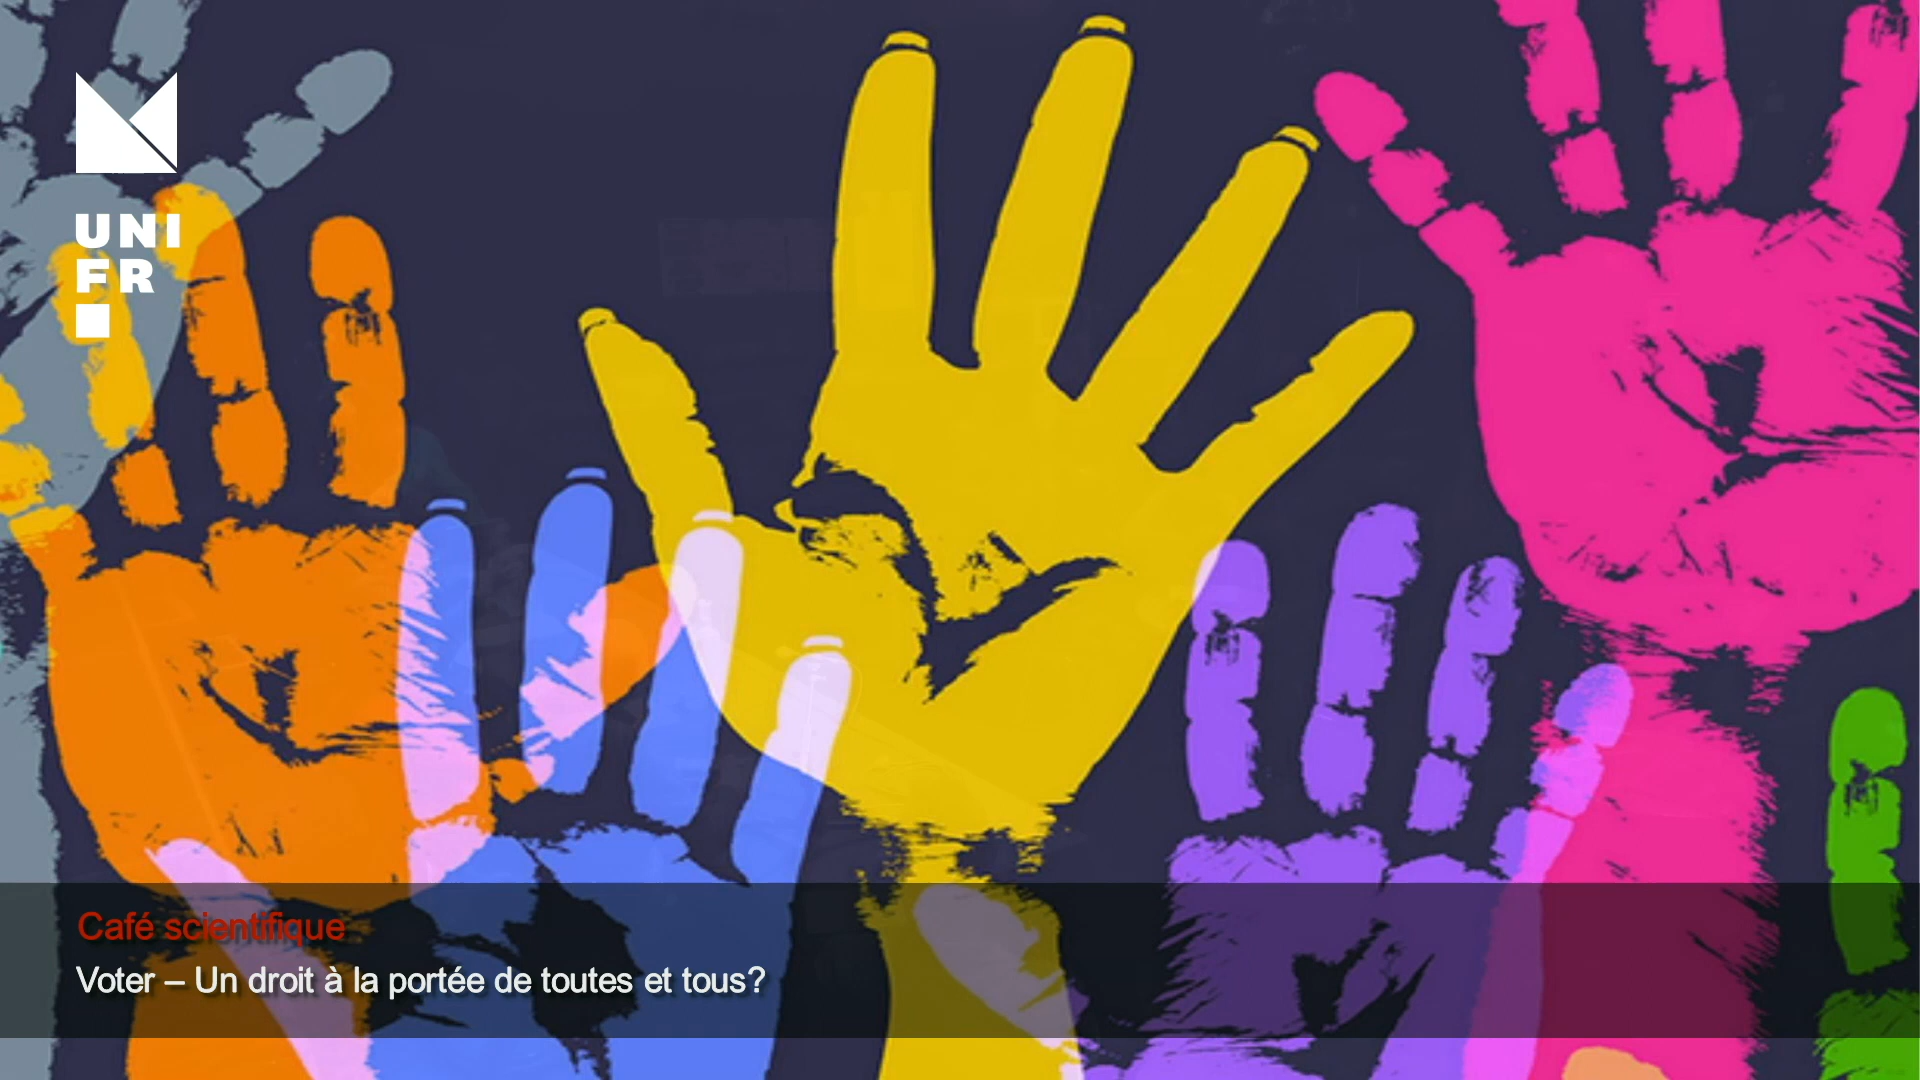 UNI
FR
Café scientifique
Voter – Un droit à la portée de toutes et tous?